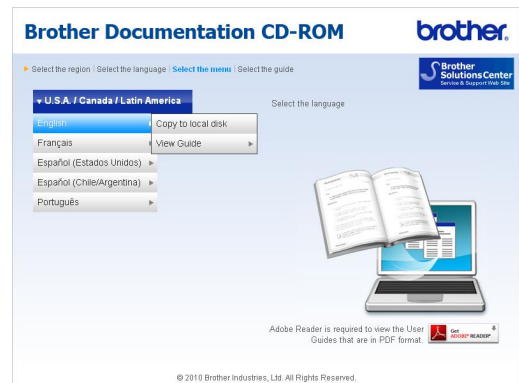 Brother Documentation CD-ROM
brother®
Select the region | Select the language | Select the menu | Select the guide
Brother
Solutions Center
Service & Support Web Site
U.S.A. / Canada / Latin America
Select the language
English
Copy to local disk
Français
View Guide
Español (Estados Unidos)
Español (Chile/Argentina)
Português
Adobe Reader is required to view the User
Guides that are in PDF format.
Get
ADOBE® READER®
© 2010 Brother Industries, Ltd. All Rights Reserved.